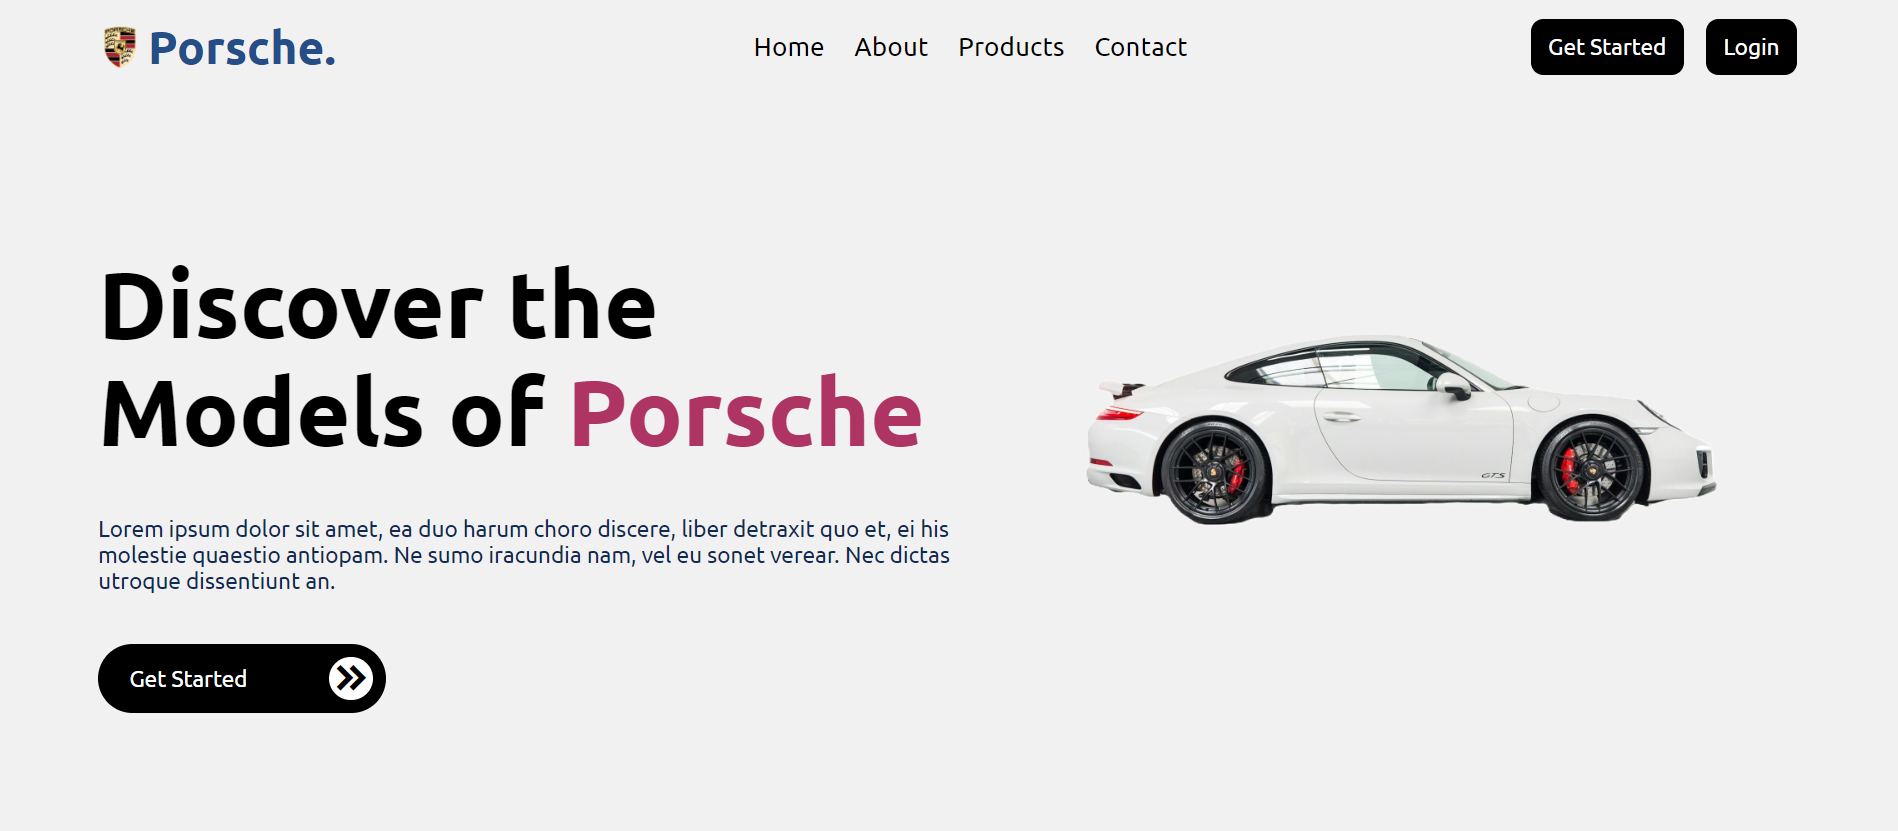 Porsche.
Home About Products Contact
Get Started Login
Discover the
Models of Porsche
Lorem ipsum dolor sit amet, ea duo harum choro discere, liber detraxit quo et, ei his
molestie quaestio antiopam. Ne sumo iracundia nam, vel eu sonet verear. Nec dictas
utroque dissentiunt an.
GTS
Get Started